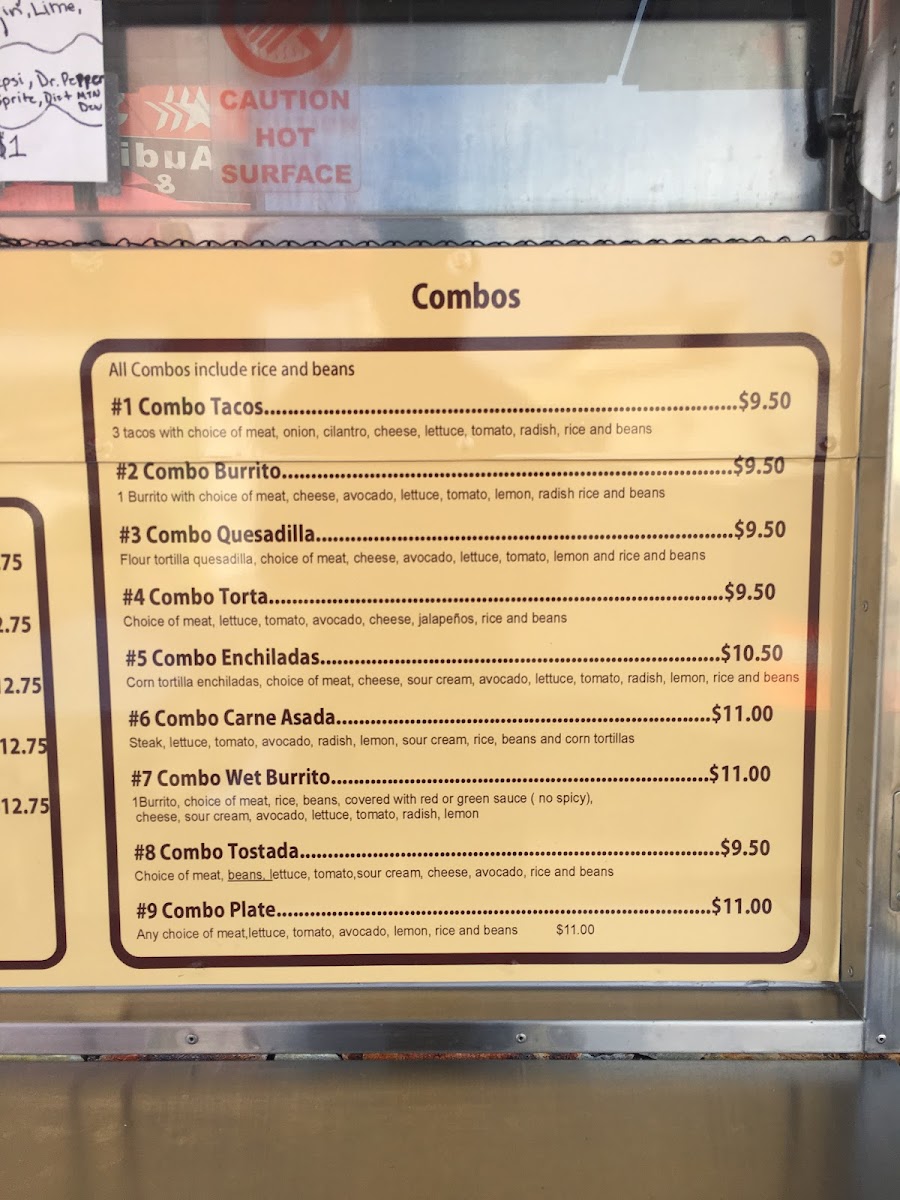 in, Lime,
psi, Dr. Pepper
Sprite, Diet MTN
Dew
$1
CAUTION
HOT
SURFACE
Audi
&
Combos
All Combos include rice and beans
#1 Combo Tacos..........$9.50
3 tacos with choice of meat, onion, cilantro, cheese, lettuce, tomato, radish, rice and beans
#2 Combo Burrito..........$9.50
1 Burrito with choice of meat, cheese, avocado, lettuce, tomato, lemon, radish rice and beans
#3 Combo Quesadilla..........$9.50
Flour tortilla quesadilla, choice of meat, cheese, avocado, lettuce, tomato, lemon and rice and beans
#4 Combo Torta..........$9.50
Choice of meat, lettuce, tomato, avocado, cheese, jalapeños, rice and beans
#5 Combo Enchiladas..........$10.50
Corn tortilla enchiladas, choice of meat, cheese, sour cream, avocado, lettuce, tomato, radish, lemon, rice and beans
#6 Combo Carne Asada..........$11.00
Steak, lettuce, tomato, avocado, radish, lemon, sour cream, rice, beans and corn tortillas
#7 Combo Wet Burrito..........$11.00
1Burrito, choice of meat, rice, beans, covered with red or green sauce ( no spicy),
cheese, sour cream, avocado, lettuce, tomato, radish, lemon
#8 Combo Tostada..........$9.50
Choice of meat, beans, lettuce, tomato,sour cream, cheese, avocado, rice and beans
#9 Combo Plate..........$11.00
Any choice of meat,lettuce, tomato, avocado, lemon, rice and beans $11.00
.75
2.75
12.75
12.75
12.75